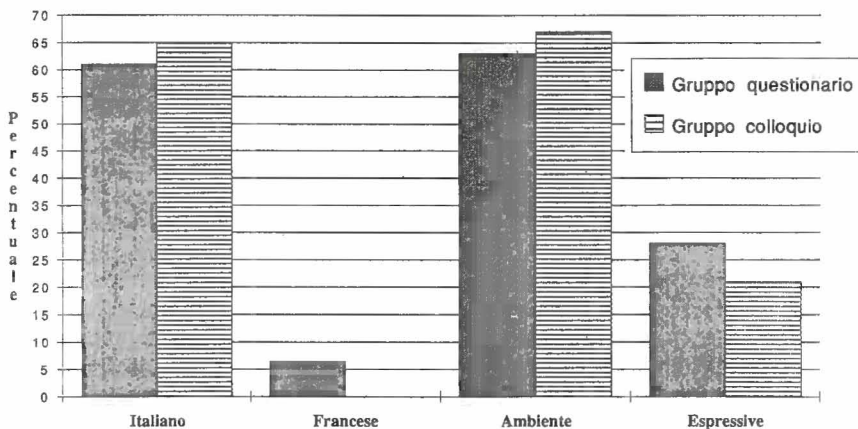 70
65
60
55
50
45
40
35
30
25
20
15
10
5
0
Percentuale
Italiano
Francese
Ambiente
Espressive
Gruppo questionario
Gruppo colloquio